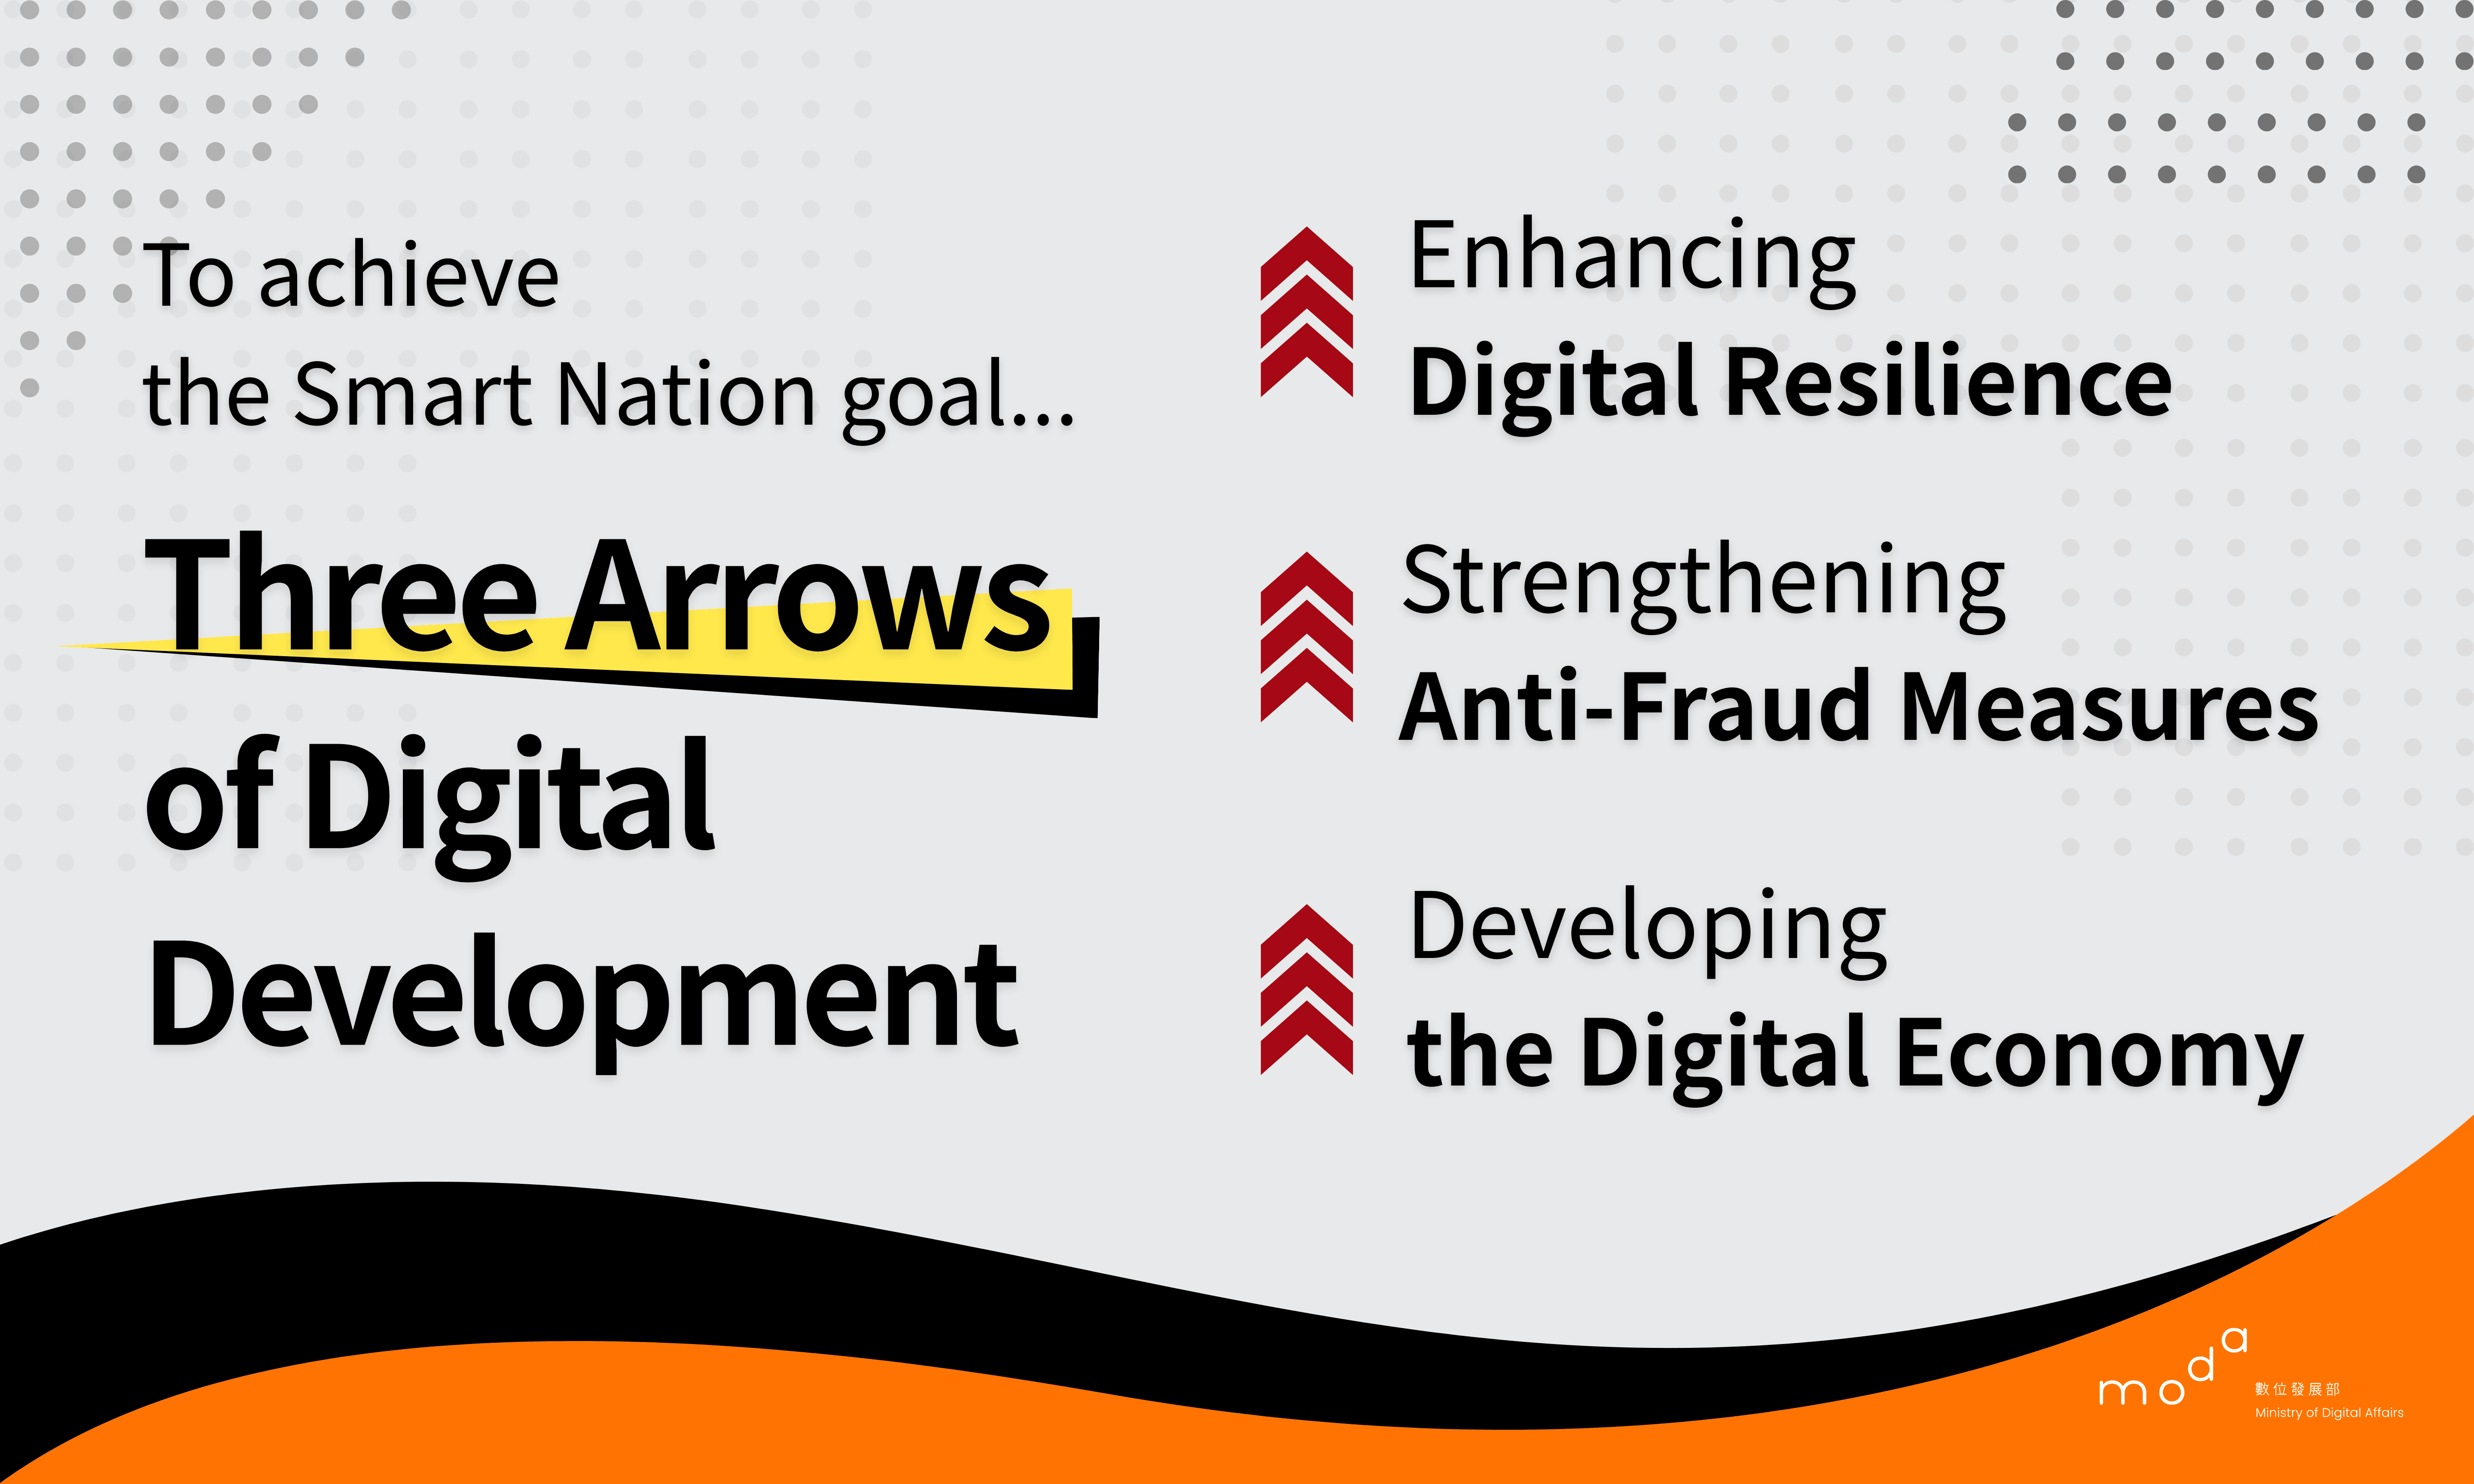 To achieve
the Smart Nation goal...
Three Arrows
of Digital
Development
Enhancing
Digital Resilience
Strengthening
Anti-Fraud Measures
Developing
the Digital Economy
moda
數位發展部
Ministry of Digital Affairs